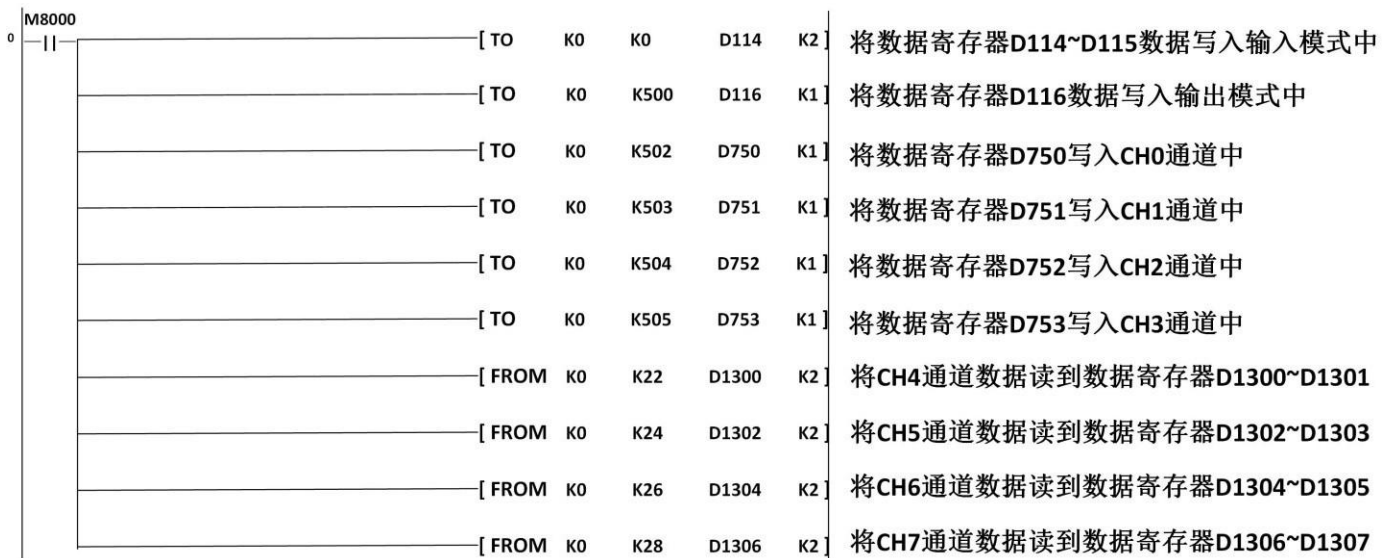 M8000
0
[ TO K0 K0 D114 K2 ] 将数据寄存器D114~D115数据写入输入模式中
[ TO K0 K500 D116 K1 ] 将数据寄存器D116数据写入输出模式中
[ TO K0 K502 D750 K1 ] 将数据寄存器D750写入CH0通道中
[ TO K0 K503 D751 K1 ] 将数据寄存器D751写入CH1通道中
[ TO K0 K504 D752 K1 ] 将数据寄存器D752写入CH2通道中
[ TO K0 K505 D753 K1 ] 将数据寄存器D753写入CH3通道中
[ FROM K0 K22 D1300 K2 ] 将CH4通道数据读到数据寄存器D1300~D1301
[ FROM K0 K24 D1302 K2 ] 将CH5通道数据读到数据寄存器D1302~D1303
[ FROM K0 K26 D1304 K2 ] 将CH6通道数据读到数据寄存器D1304~D1305
[ FROM K0 K28 D1306 K2 ] 将CH7通道数据读到数据寄存器D1306~D1307